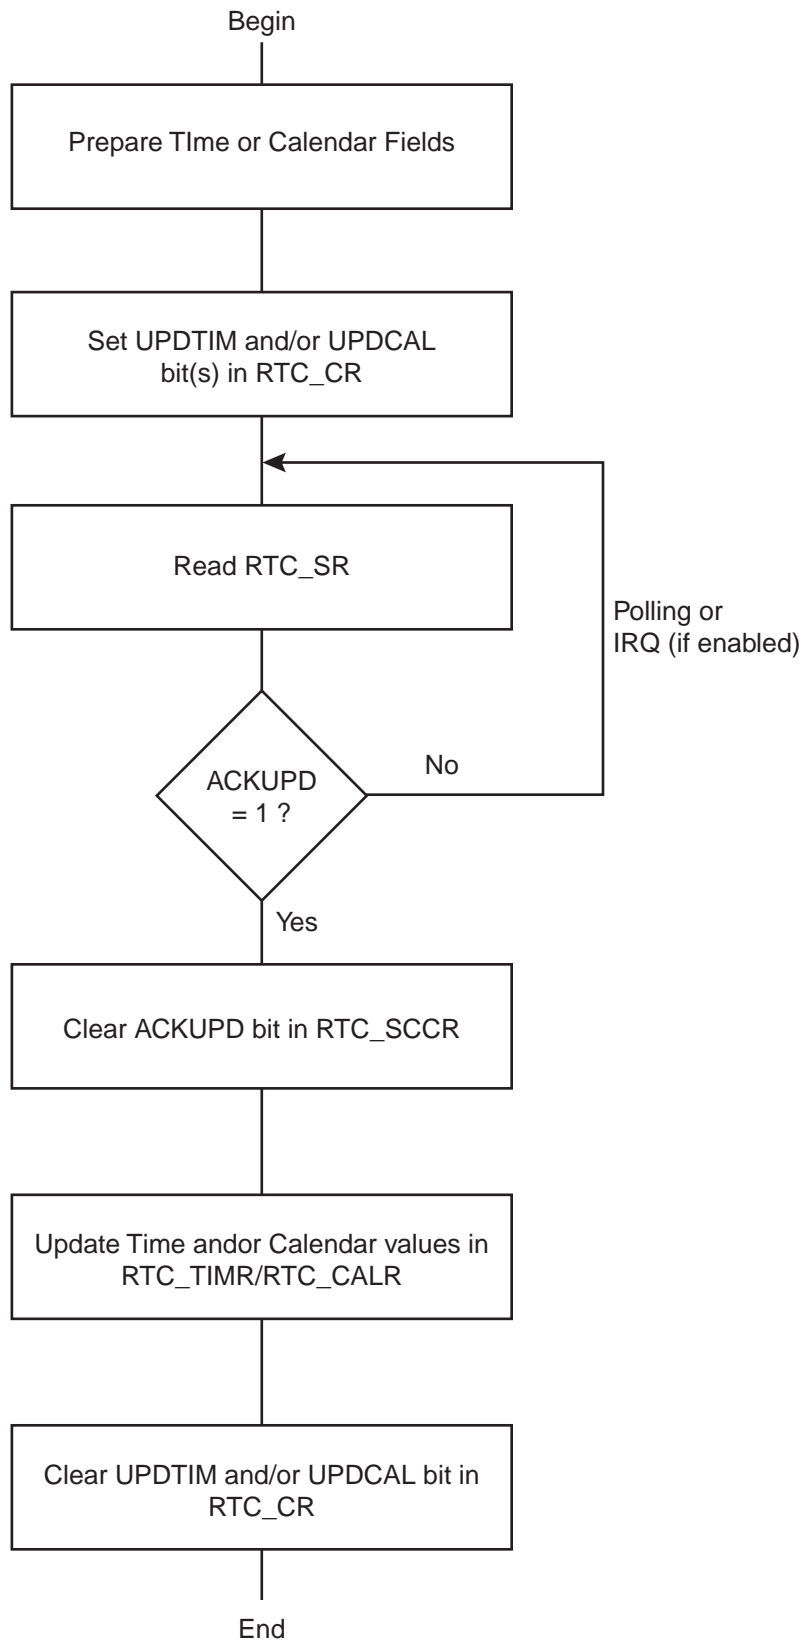 Begin
Prepare TIme or Calendar Fields
Set UPDTIM and/or UPDCAL
bit(s) in RTC_CR
Read RTC_SR
Polling or
IRQ (if enabled)
ACKUPD
= 1 ?
No
Yes
Clear ACKUPD bit in RTC_SCCR
Update Time andor Calendar values in
RTC_TIMR/RTC_CALR
Clear UPDTIM and/or UPDCAL bit in
RTC_CR
End